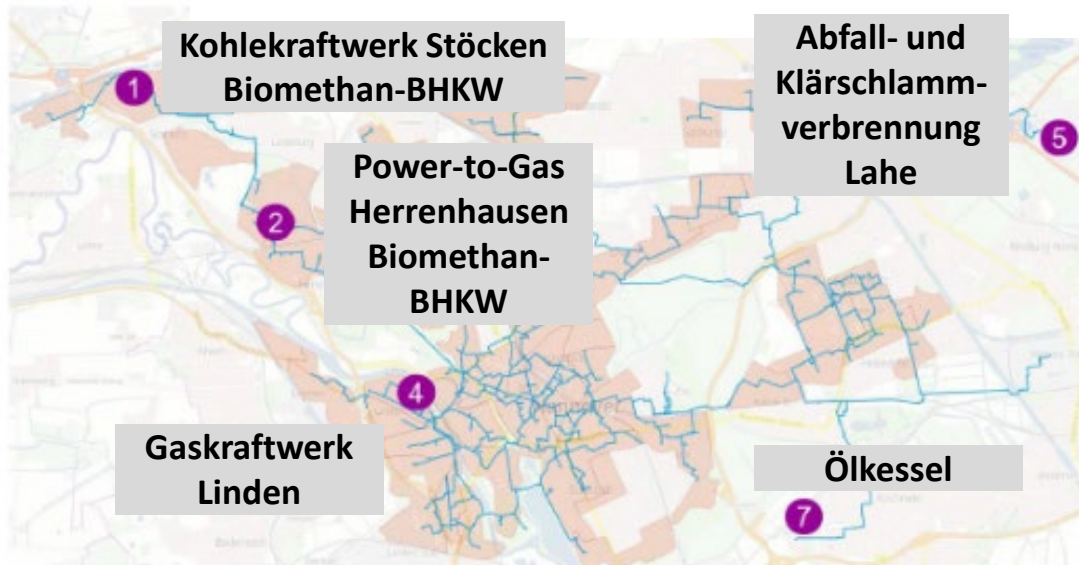 Kohlekraftwerk Stöcken
Biomethan-BHKW
1
Abfall- und
Klärschlamm-
verbrennung
Lahe
5
Power-to-Gas
Herrenhausen
Biomethan-
BHKW
2
4
Gaskraftwerk
Linden
Ölkessel
7